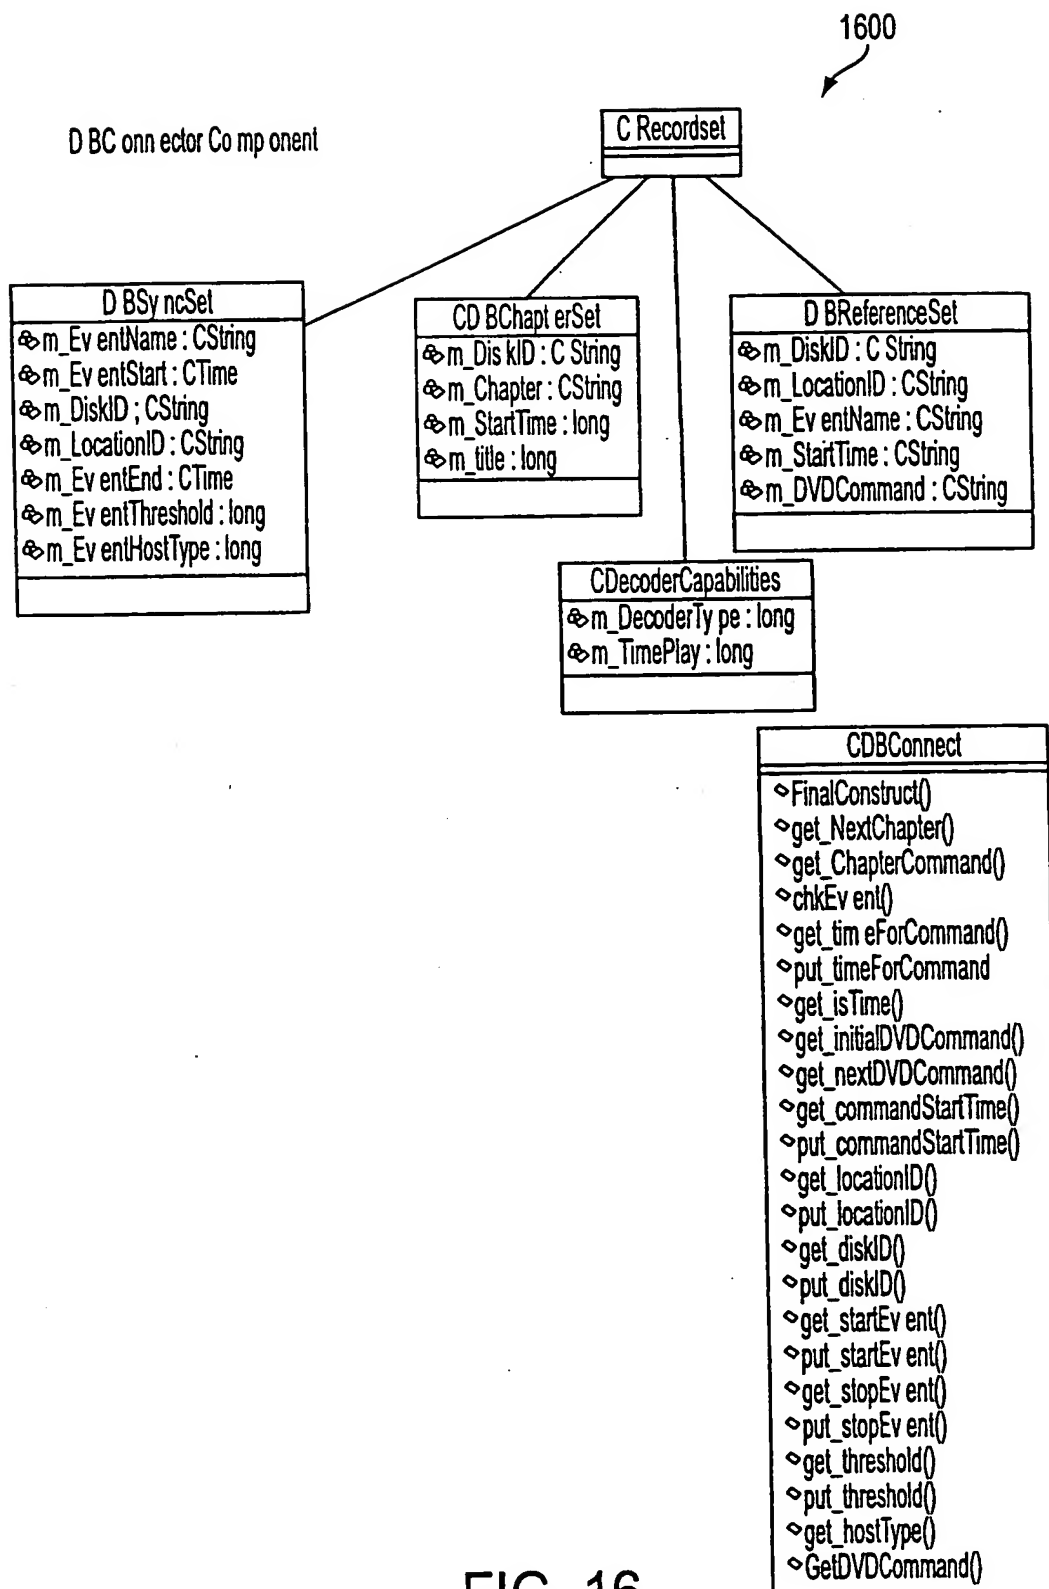 1600
D BC onn ector Co mp onent
C Recordset
D BSy ncSet
m_Ev entName : CString
m_Ev entStart : CTime
m_DiskID ; CString
m_LocationID : CString
m_Ev entEnd : CTime
m_Ev entThreshold : long
m_Ev entHostType : long
CD BChapt erSet
m_Dis kID : C String
m_Chapter : CString
m_StartTime : long
m_title : long
D BReferenceSet
m_DiskID : C String
m_LocationID : CString
m_Ev entName : CString
m_StartTime : CString
m_DVDCommand : CString
CDecoderCapabilities
m_DecoderTy pe : long
m_TimePlay : long
CDBConnect
FinalConstruct()
get_NextChapter()
get_ChapterCommand()
chkEv ent()
get_tim eForCommand()
put_timeForCommand
get_isTime()
get_initialDVDCommand()
get_nextDVDCommand()
get_commandStartTime()
put_commandStartTime()
get_locationID()
put_locationID()
get_diskID()
put_diskID()
get_startEv ent()
put_startEv ent()
get_stopEv ent()
put_stopEv ent()
get_threshold()
put_threshold()
get_hostType()
GetDVDCommand()
FIG. 16